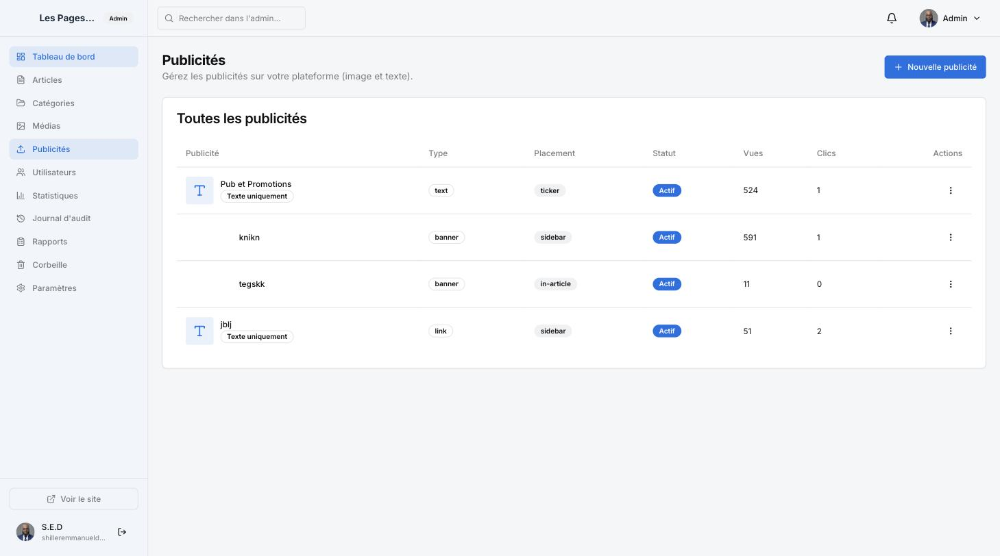 Les Pages...
Admin
Rechercher dans l'admin...
Admin
Tableau de bord
Articles
Catégories
Médias
Publicités
Utilisateurs
Statistiques
Journal d'audit
Rapports
Corbeille
Paramètres
Voir le site
S.E.D
shilleremmanueld...
Publicités
Gérez les publicités sur votre plateforme (image et texte).
Nouvelle publicité
Toutes les publicités
Publicité Type Placement Statut Vues Clics Actions
Pub et Promotions
Texte uniquement
text ticker Actif 524 1
knikn banner sidebar Actif 591 1
tegskk banner in-article Actif 11 0
jblj
Texte uniquement
link sidebar Actif 51 2